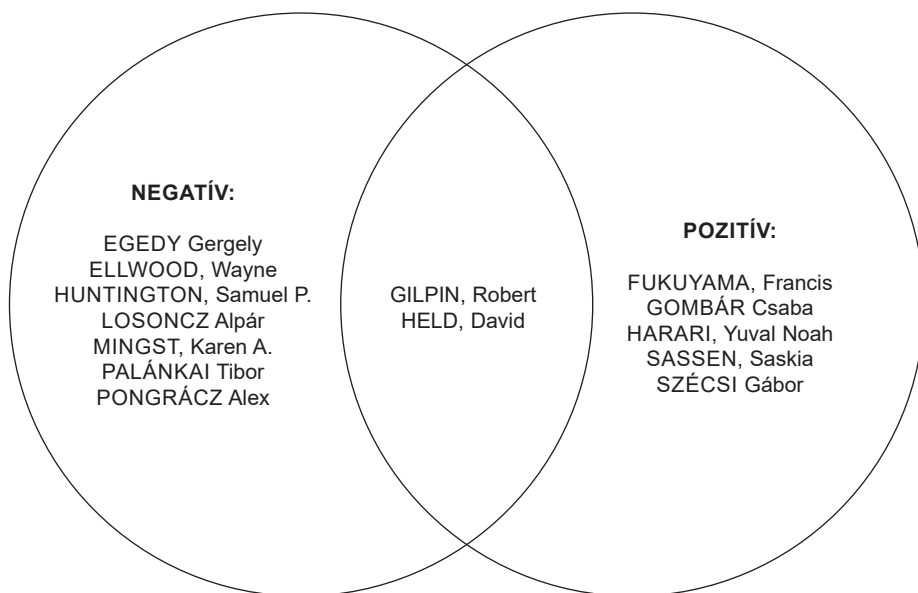 NEGATÍV:
EGEDY Gergely
ELLWOOD, Wayne
HUNTINGTON, Samuel P.
LOSONCZ Alpár
MINGST, Karen A.
PALÁNKAI Tibor
PONGRÁCZ Alex
GILPIN, Robert
HELD, David
POZITÍV:
FUKUYAMA, Francis
GOMBÁR Csaba
HARARI, Yuval Noah
SASSEN, Saskia
SZÉCSI Gábor